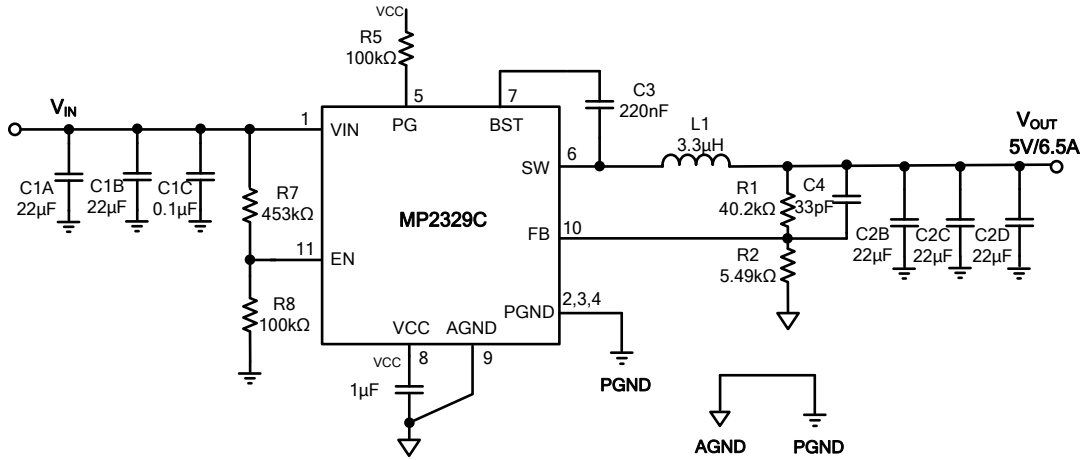 VCC
R5
100kΩ
5
7
C3
220nF
VIN
1
VIN
PG
BST
L1
3.3μH
VOUT
5V/6.5A
SW
6
C1A
22μF
C1B
22μF
C1C
0.1μF
R7
453kΩ
MP2329C
R1
40.2kΩ
C4
33pF
FB
10
C2B
22μF
C2C
22μF
C2D
22μF
11
EN
R2
5.49kΩ
R8
100kΩ
PGND
2,3,4
VCC
AGND
VCC
8
9
1μF
PGND
AGND
PGND